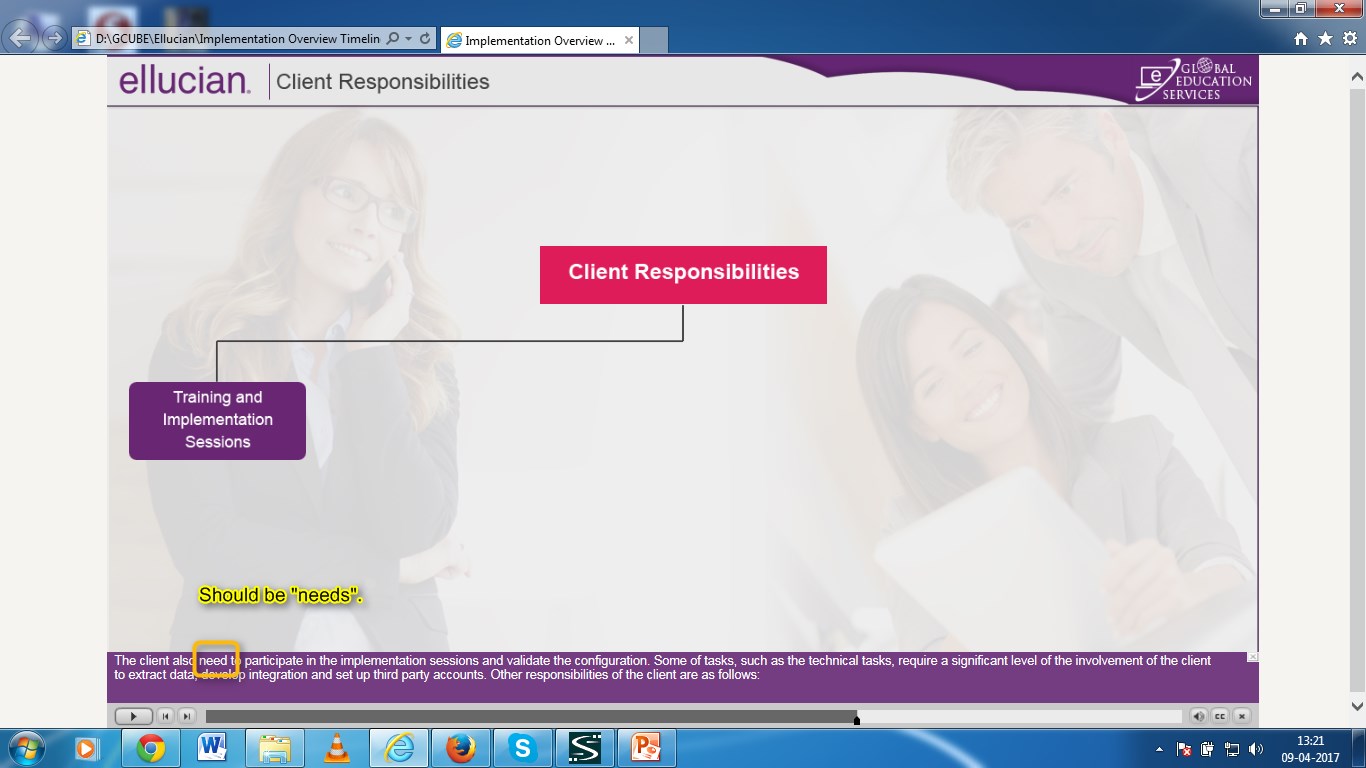 D:\GCUBE\Ellucian\Implementation Overview Timelin
Implementation Overview ...
ellucian.
Client Responsibilities
GLOBAL
EDUCATION
SERVICES
Client Responsibilities
Training and
Implementation
Sessions
Should be "needs".
The client also need to participate in the implementation sessions and validate the configuration. Some of tasks, such as the technical tasks, require a significant level of the involvement of the client
to extract data, develop integration and set up third party accounts. Other responsibilities of the client are as follows:
CC
13:21
09-04-2017